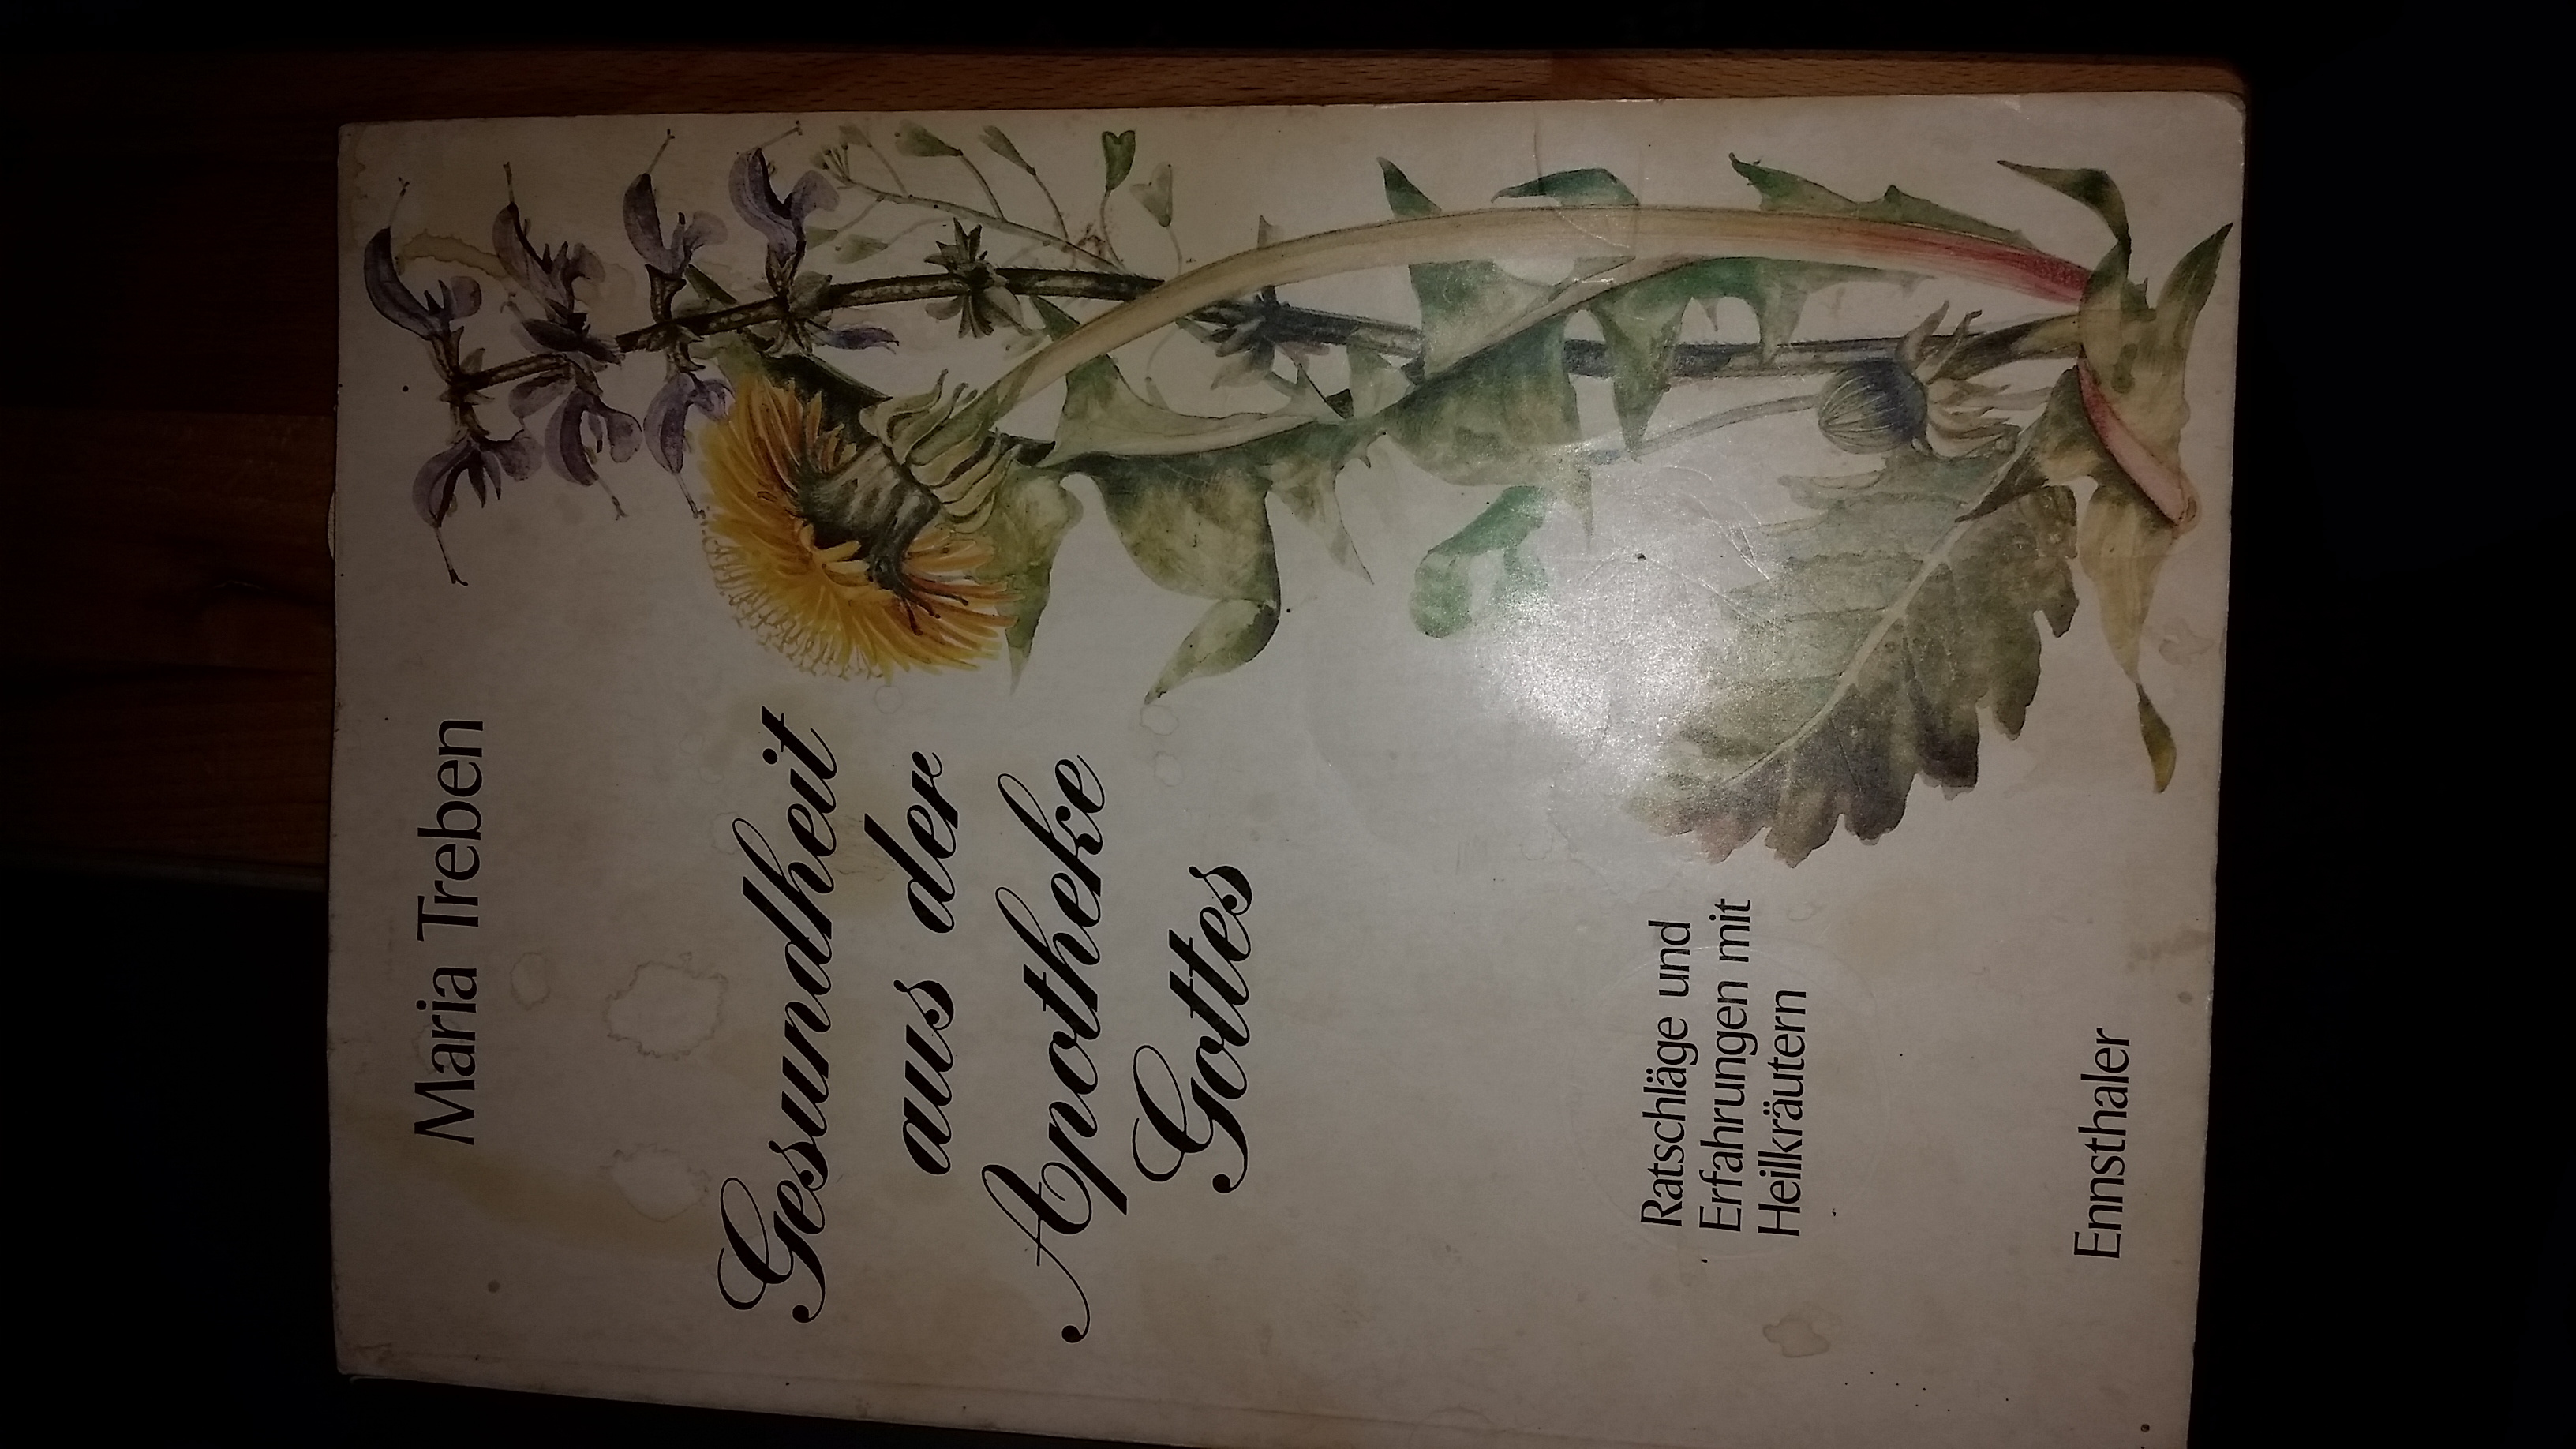 Maria Treben
Gesundheit
aus der
Apotheke
Gottes
Ratschläge und
Erfahrungen mit
Heilkräutern
Ennsthaler